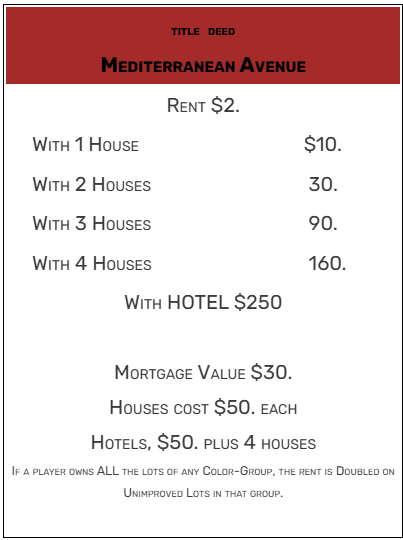 TITLE DEED
Mediterranean Avenue
Rent $2.
With 1 House $10.
With 2 Houses 30.
With 3 Houses 90.
With 4 Houses 160.
With HOTEL $250
Mortgage Value $30.
Houses cost $50. each
Hotels, $50. plus 4 houses
If a player owns ALL the lots of any Color-Group, the rent is Doubled on
Unimproved Lots in that group.